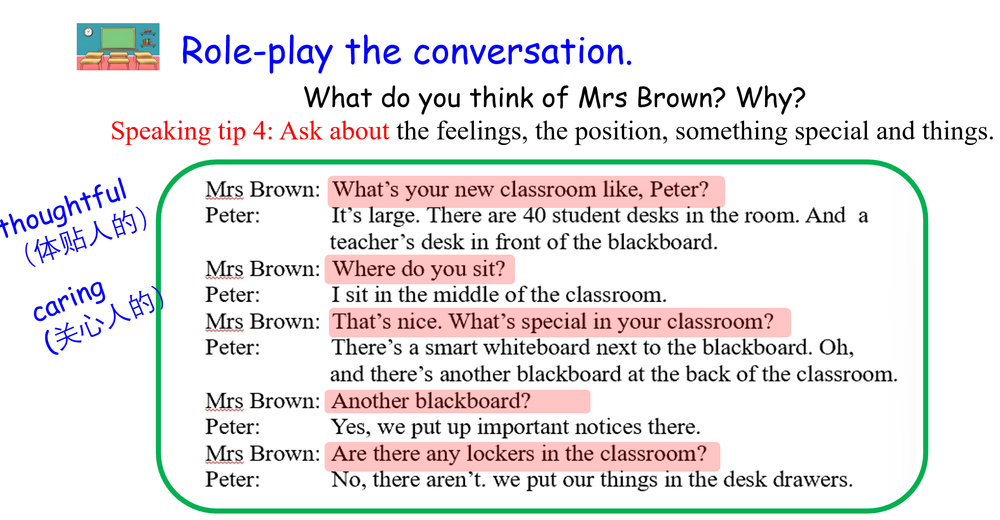 Role-play the conversation.
What do you think of Mrs Brown? Why?
Speaking tip 4: Ask about the feelings, the position, something special and things.
thoughtful
（体贴人的）
caring
(关心人的）
Mrs Brown: What's your new classroom like, Peter?
Peter: It's large. There are 40 student desks in the room. And a
teacher's desk in front of the blackboard.
Mrs Brown: Where do you sit?
Peter: I sit in the middle of the classroom.
Mrs Brown: That's nice. What's special in your classroom?
Peter: There's a smart whiteboard next to the blackboard. Oh,
and there's another blackboard at the back of the classroom.
Mrs Brown: Another blackboard?
Peter: Yes, we put up important notices there.
Mrs Brown: Are there any lockers in the classroom?
Peter: No, there aren't. we put our things in the desk drawers.